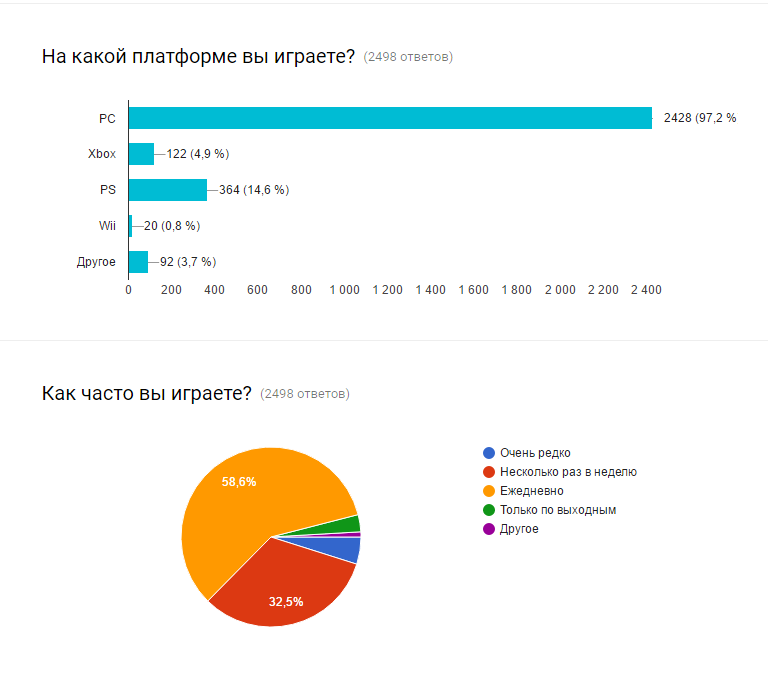 На какой платформе вы играете? (2498 ответов)
PC 2428 (97,2 %
Xbox 122 (4,9 %)
PS 364 (14,6 %)
Wii 20 (0,8 %)
Другое 92 (3,7 %)
0 200 400 600 800 1 000 1 200 1 400 1 600 1 800 2 000 2 200 2 400
Как часто вы играете? (2498 ответов)
58,6%
32,5%
Очень редко
Несколько раз в неделю
Ежедневно
Только по выходным
Другое